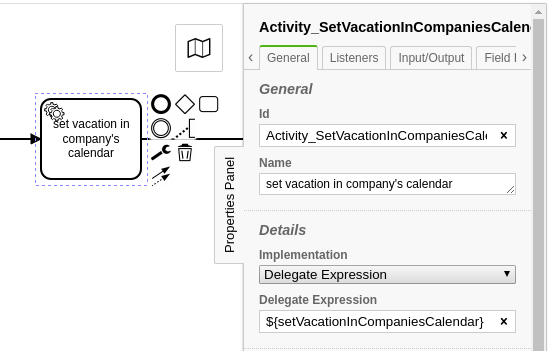 set vacation in
company's
calendar
Properties Panel
Activity_SetVacationInCompaniesCalen
General
Listeners
Input/Output
Field I
General
Id
Activity_SetVacationInCompaniesCale
Name
set vacation in company's calendar
Details
Implementation
Delegate Expression
Delegate Expression
${setVacationInCompaniesCalendar}